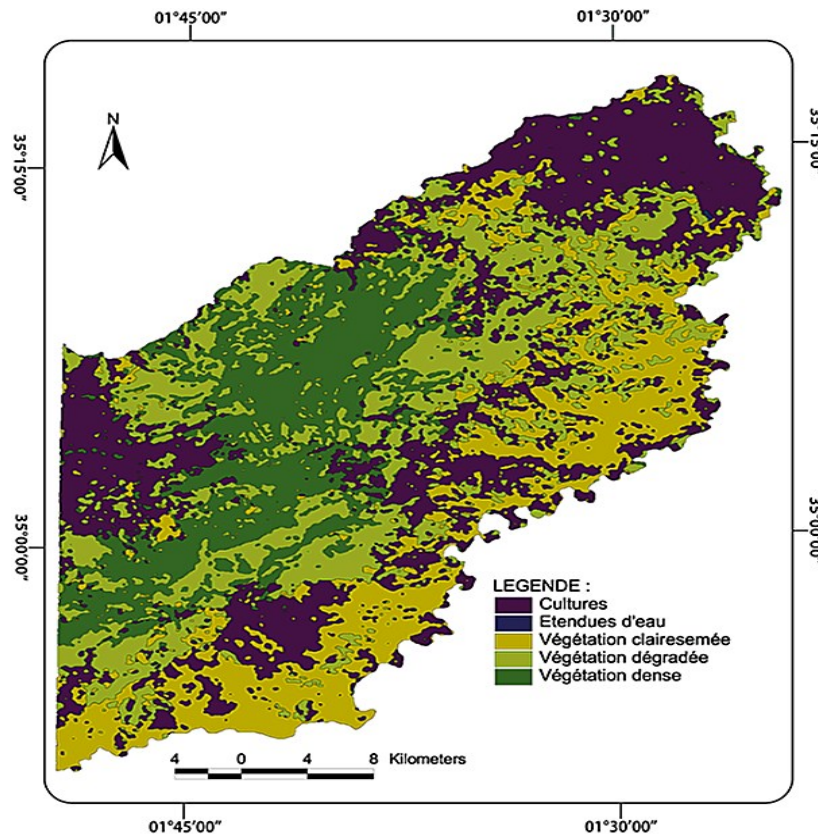 01°45'00"
01°30'00"
N
35°15'00"
35°15'00"
35°00'00"
35°00'00"
LEGENDE :
Cultures
Etendues d'eau
Végétation clairesemée
Végétation dégradée
Végétation dense
4 0 4 8 Kilometers
01°45'00"
01°30'00"